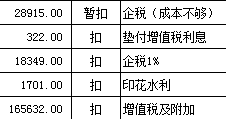 28915.00 暂扣 企税（成本不够）
322.00 扣 垫付增值税利息
18349.00 扣 企税1%
1701.00 扣 印花水利
165632.00 扣 增值税及附加